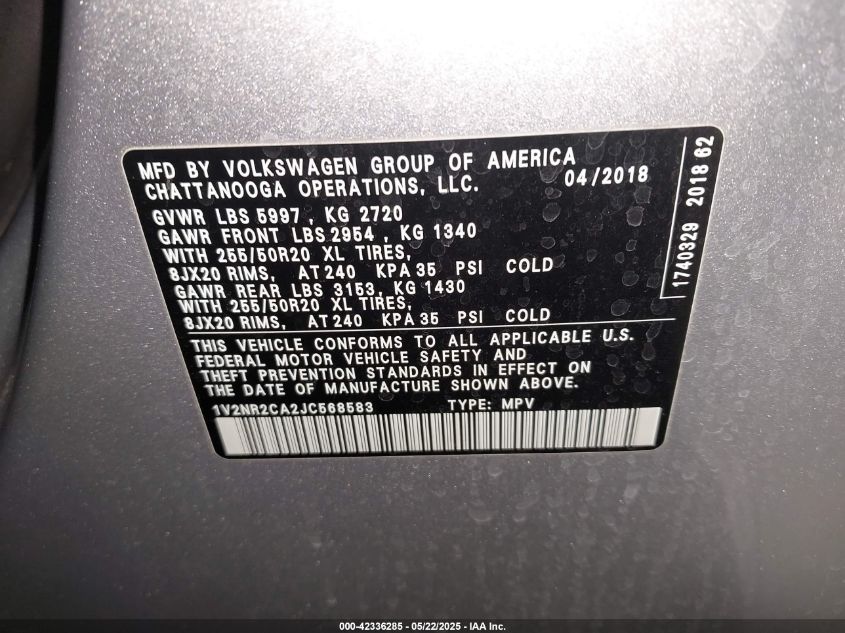 MFD BY VOLKSWAGEN GROUP OF AMERICA
CHATTANOOGA OPERATIONS, LLC. 04/2018
GVWR LBS 5997 , KG 2720
GAWR FRONT LBS 2954 , KG 1340
WITH 255/50R20 XL TIRES,
8JX20 RIMS, AT 240 KPA 35 PSI COLD
GAWR REAR LBS 3153, KG 1430
WITH 255/50R20 XL TIRES,
8JX20 RIMS, AT 240 KPA 35 PSI COLD
THIS VEHICLE CONFORMS TO ALL APPLICABLE U.S.
FEDERAL MOTOR VEHICLE SAFETY AND
THEFT PREVENTION STANDARDS IN EFFECT ON
THE DATE OF MANUFACTURE SHOWN ABOVE.
1V2NR2CA2JC568583 TYPE: MPV
1740329 2018 62
000-42336285 - 05/22/2025 - IAA Inc.